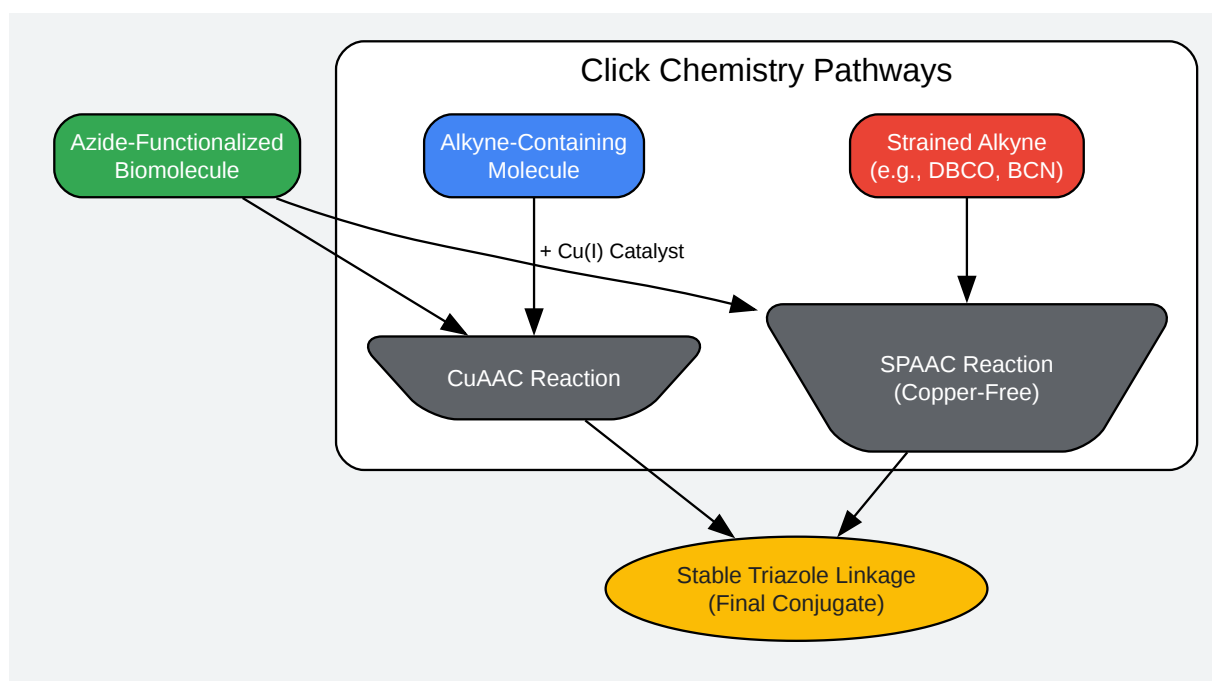 Click Chemistry Pathways
Azide-Functionalized
Biomolecule
Alkyne-Containing
Molecule
Strained Alkyne
(e.g., DBCO, BCN)
+ Cu(I) Catalyst
CuAAC Reaction
SPAAC Reaction
(Copper-Free)
Stable Triazole Linkage
(Final Conjugate)